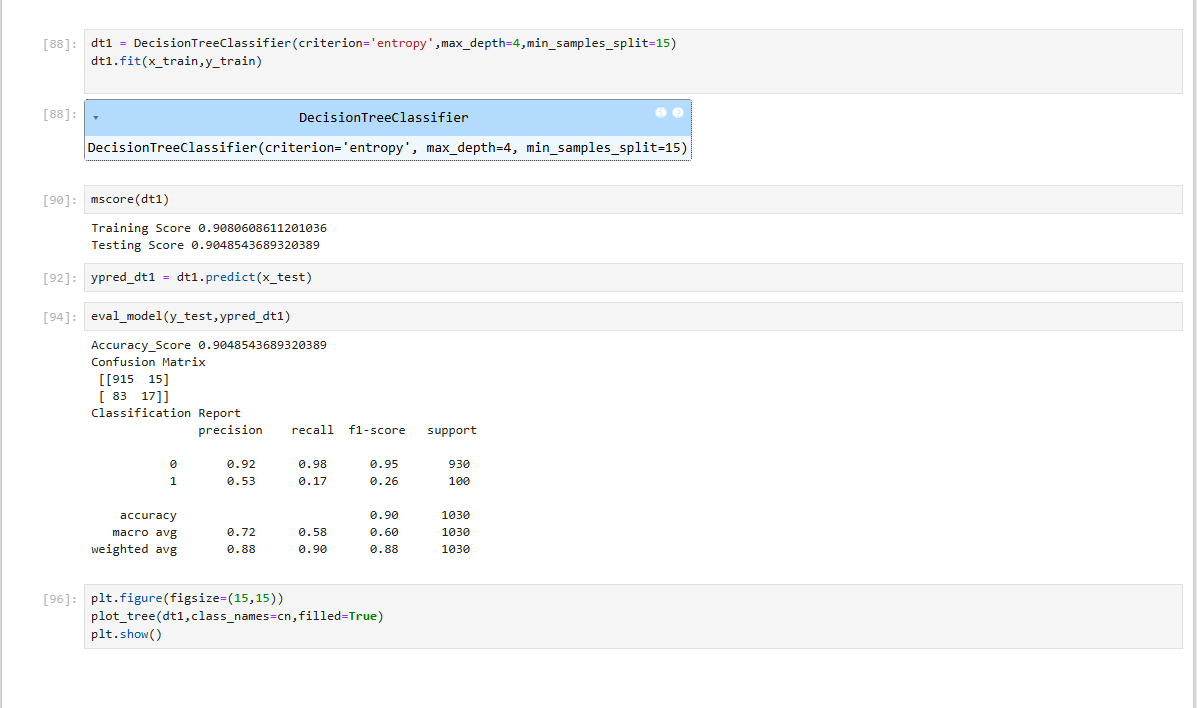 [88]: dt1 = DecisionTreeClassifier(criterion='entropy',max_depth=4,min_samples_split=15)
dt1.fit(x_train,y_train)
[88]: DecisionTreeClassifier
DecisionTreeClassifier(criterion='entropy', max_depth=4, min_samples_split=15)
[90]: mscore(dt1)
Training Score 0.9080608611201036
Testing Score 0.9048543689320389
[92]: ypred_dt1 = dt1.predict(x_test)
[94]: eval_model(y_test,ypred_dt1)
Accuracy_Score 0.9048543689320389
Confusion Matrix
[[915 15]
[ 83 17]]
Classification Report
precision recall f1-score support
0 0.92 0.98 0.95 930
1 0.53 0.17 0.26 100
accuracy 0.90 1030
macro avg 0.72 0.58 0.60 1030
weighted avg 0.88 0.90 0.88 1030
[96]: plt.figure(figsize=(15,15))
plot_tree(dt1,class_names=cn,filled=True)
plt.show()